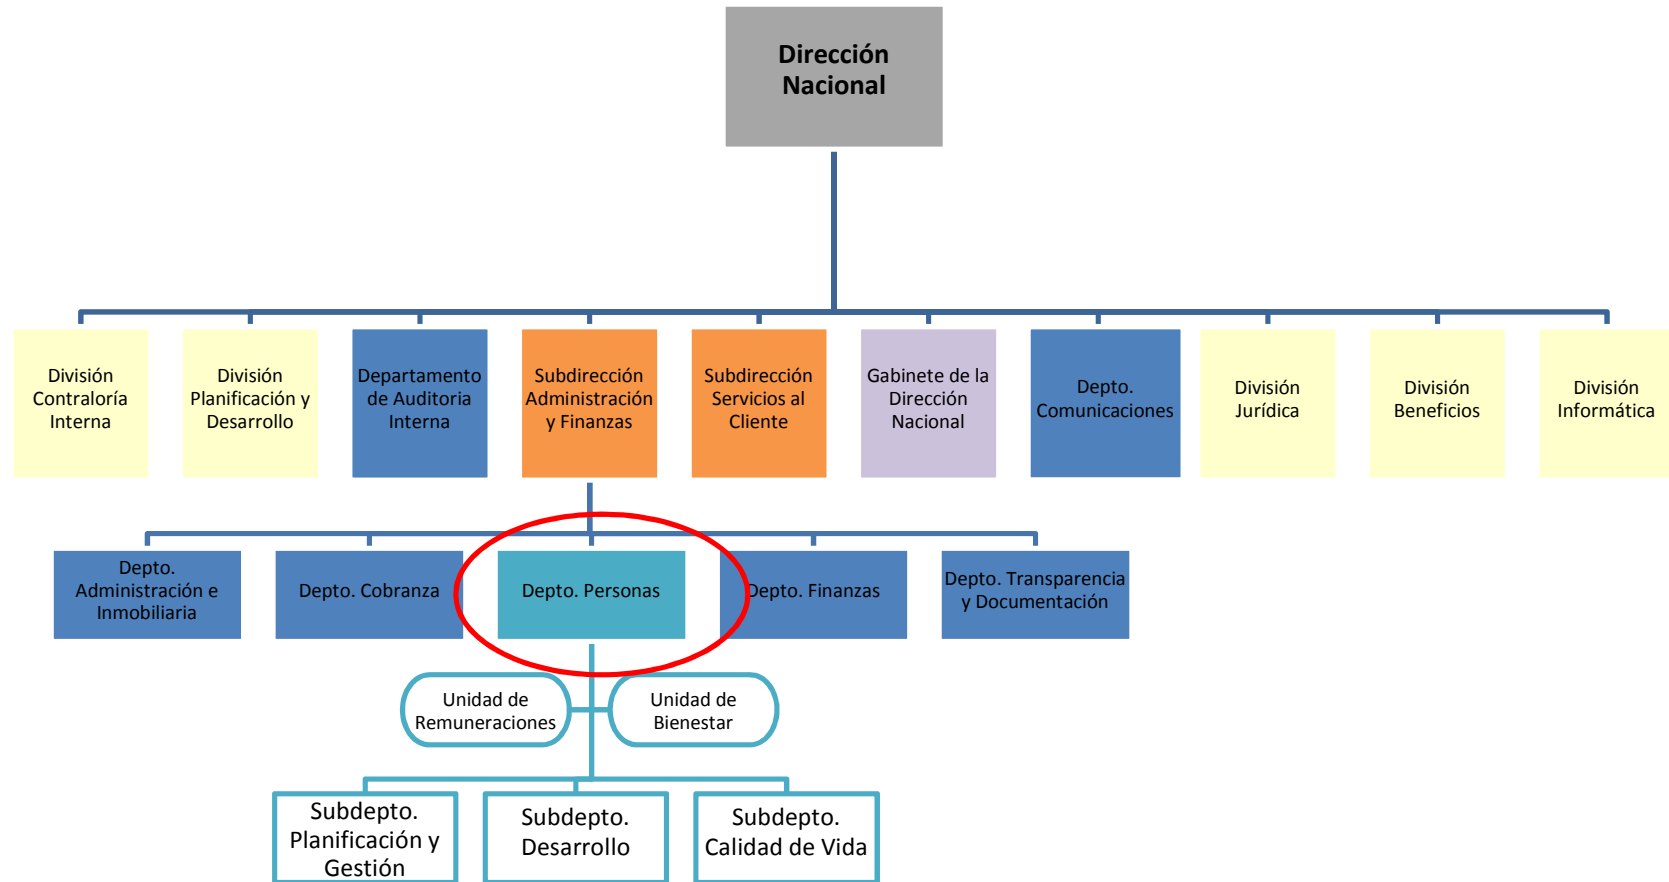 Dirección
Nacional
División
Contraloría
Interna
División
Planificación y
Desarrollo
Departamento
de Auditoria
Interna
Subdirección
Administración
y Finanzas
Subdirección
Servicios al
Cliente
Gabinete de la
Dirección
Nacional
Depto.
Comunicaciones
División
Jurídica
División
Beneficios
División
Informática
Depto.
Administración e
Inmobiliaria
Depto. Cobranza
Depto. Personas
Depto. Finanzas
Depto. Transparencia
y Documentación
Unidad de
Remuneraciones
Unidad de
Bienestar
Subdepto.
Planificación y
Gestión
Subdepto.
Desarrollo
Subdepto.
Calidad de Vida